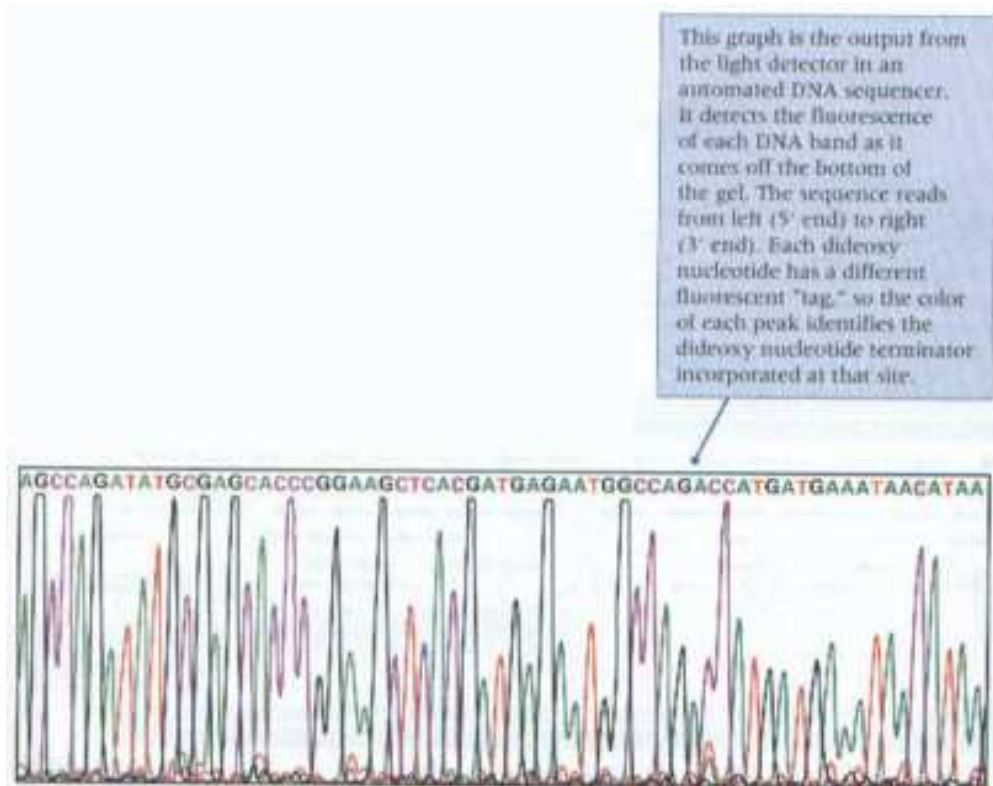 This graph is the output from
the light detector in an
automated DNA sequencer.
It detects the fluorescence
of each DNA band as it
comes off the bottom of
the gel. The sequence reads
from left (5' end) to right
(3' end). Each dideoxy
nucleotide has a different
fluorescent "tag," so the color
of each peak identifies the
dideoxy nucleotide terminator
incorporated at that site.
AGCCAGATATGCGAGCACCCGGAAGCTCACGATGAGAATGGCCAGACCATGATGAAATAACATAA